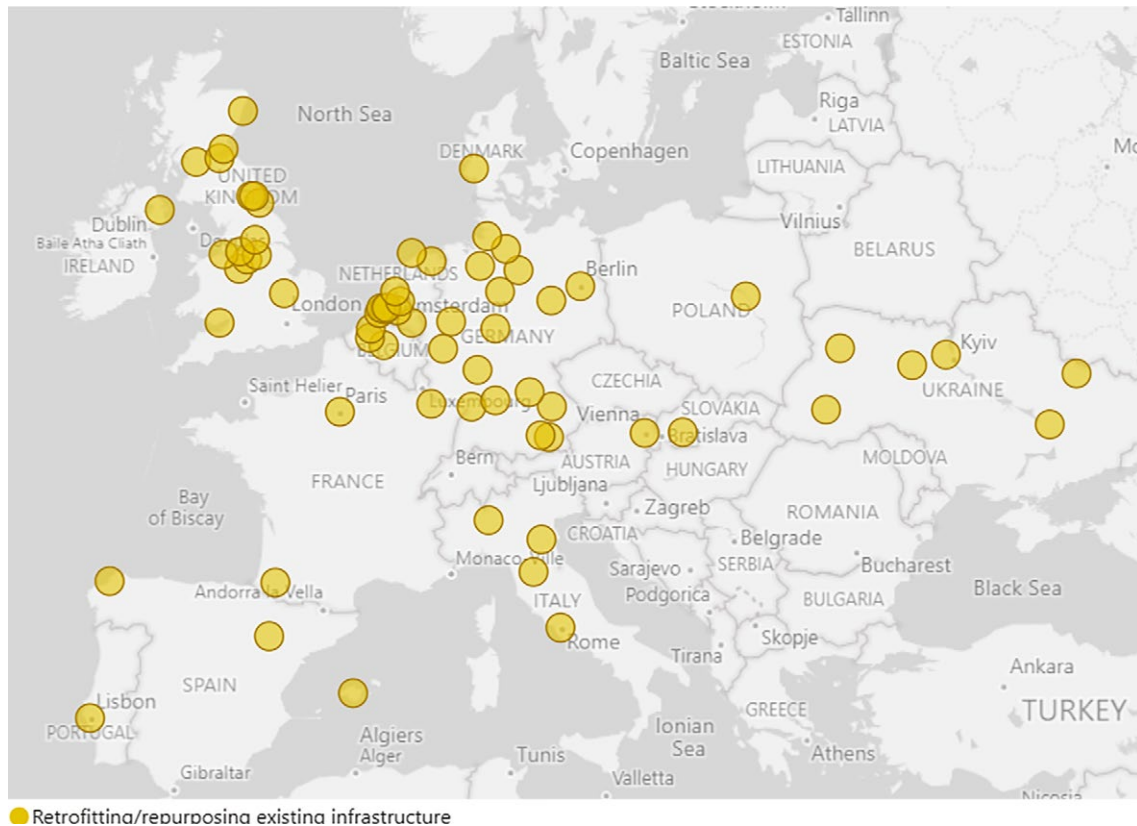 Stockholm
Tallinn
ESTONIA
Baltic Sea
North Sea
Riga
LATVIA
DENMARK
Copenhagen
LITHUANIA
UNITED
KINGDOM
Vilnius
Dublin
Baile Atha Cliath
IRELAND
BELARUS
NETHERLANDS
Berlin
London
Amsterdam
POLAND
GERMANY
BELGIUM
Kyiv
UKRAINE
CZECHIA
Saint Helier
Paris
Luxembourg
Vienna
SLOVAKIA
Bratislava
MOLDOVA
Bern
AUSTRIA
HUNGARY
FRANCE
Ljubljana
Bay
of Biscay
Zagreb
ROMANIA
CROATIA
Belgrade
Monaco-Ville
SERBIA
Bucharest
Sarajevo
Andorra la Vella
Podgorica
Black Sea
ITALY
BULGARIA
Rome
Skopje
Tirana
Ankara
SPAIN
Lisbon
PORTUGAL
GREECE
TURKEY
Ionian
Sea
Algiers
Alger
Tunis
Athens
Gibraltar
Valletta
Nicosia
Retrofitting/repurposing existing infrastructure